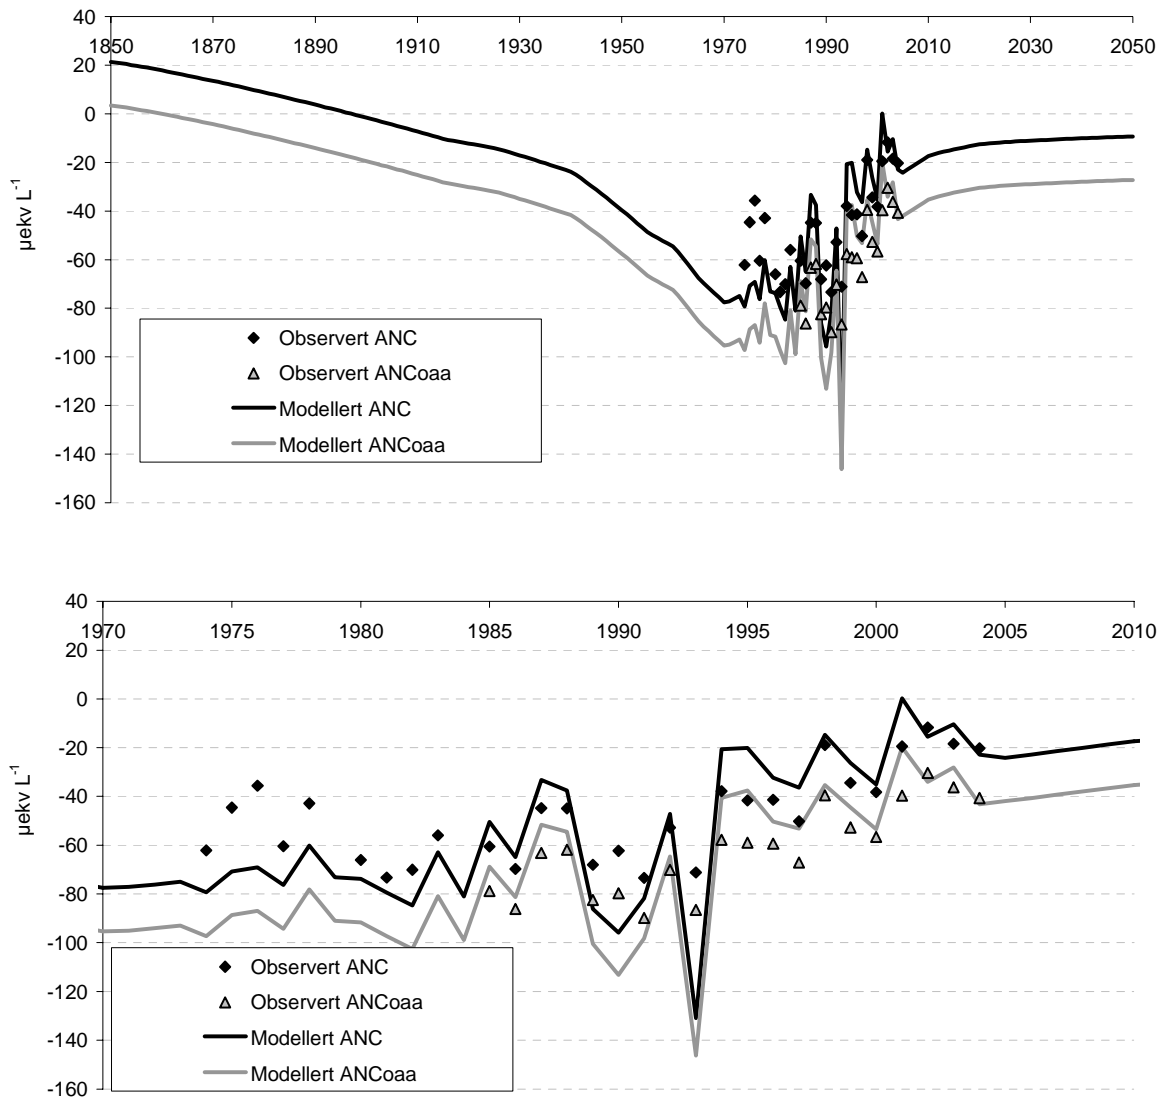 40
1850 1870 1890 1910 1930 1950 1970 1990 2010 2030 2050
20
0
-20
-40
-60
-80
-100
-120
-140
-160
µekv L-1
Observert ANC
Observert ANCoaa
Modellert ANC
Modellert ANCoaa
40
1970 1975 1980 1985 1990 1995 2000 2005 2010
20
0
-20
-40
-60
-80
-100
-120
-140
-160
µekv L-1
Observert ANC
Observert ANCoaa
Modellert ANC
Modellert ANCoaa